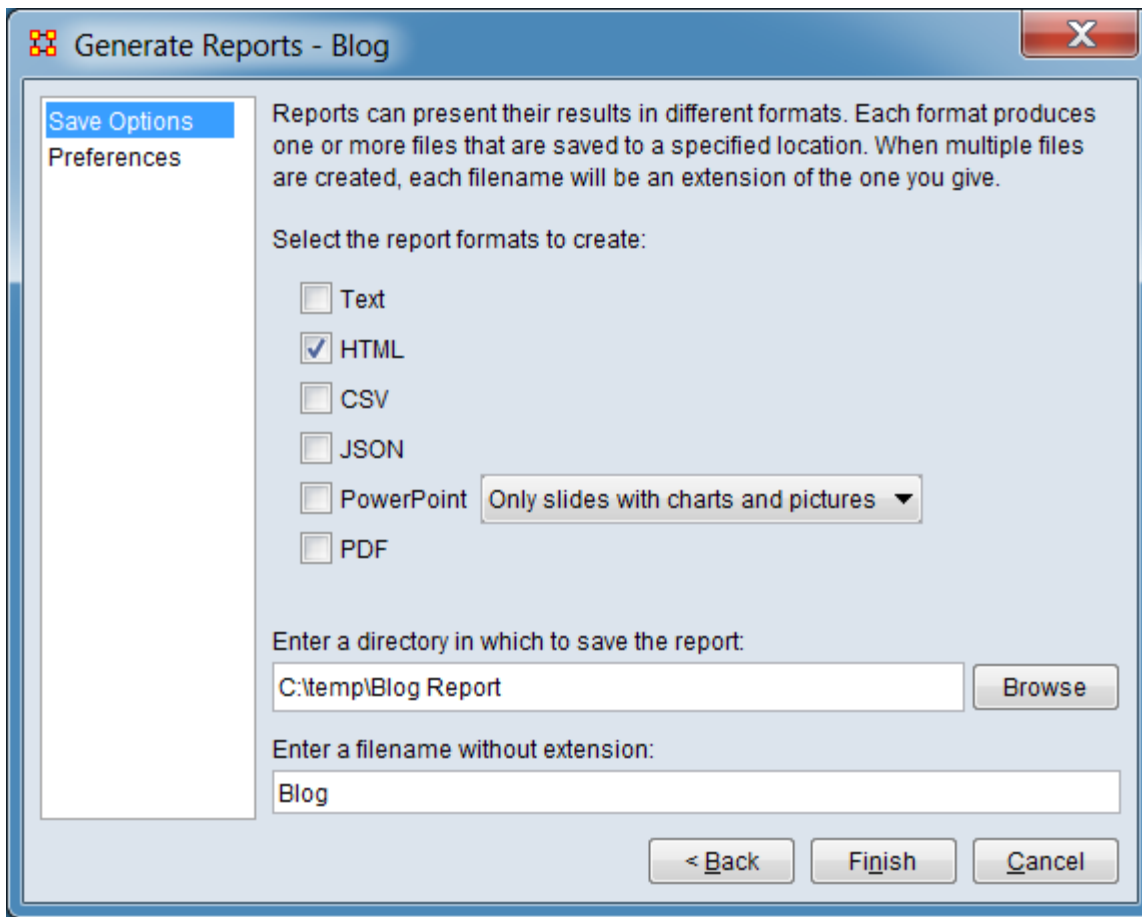 Generate Reports - Blog
Save Options
Preferences
Reports can present their results in different formats. Each format produces
one or more files that are saved to a specified location. When multiple files
are created, each filename will be an extension of the one you give.
Select the report formats to create:
Text
HTML
CSV
JSON
PowerPoint Only slides with charts and pictures
PDF
Enter a directory in which to save the report:
C:\temp\Blog Report Browse
Enter a filename without extension:
Blog
< Back Finish Cancel